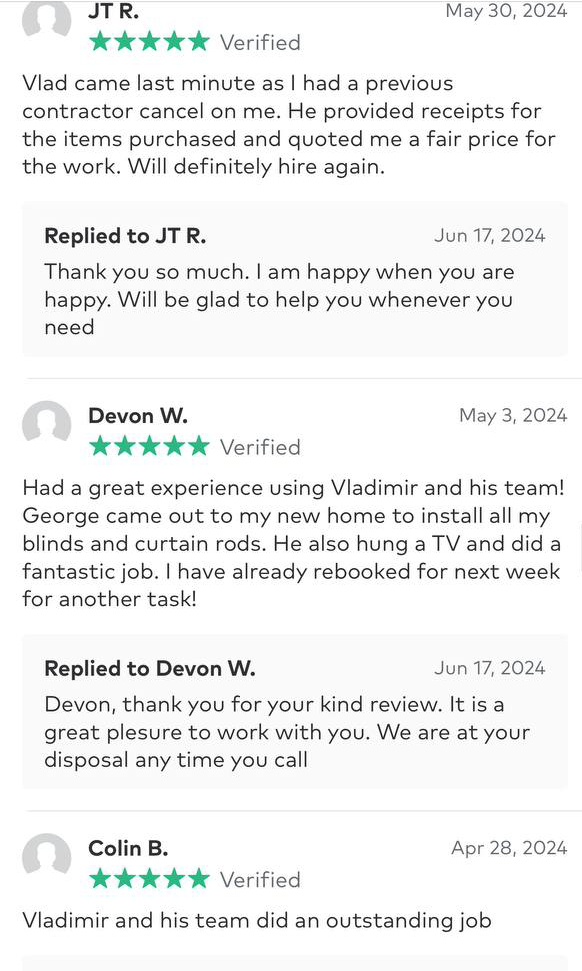 JT R.
May 30, 2024
Verified
Vlad came last minute as I had a previous
contractor cancel on me. He provided receipts for
the items purchased and quoted me a fair price for
the work. Will definitely hire again.
Replied to JT R.
Jun 17, 2024
Thank you so much. I am happy when you are
happy. Will be glad to help you whenever you
need
Devon W.
May 3, 2024
Verified
Had a great experience using Vladimir and his team!
George came out to my new home to install all my
blinds and curtain rods. He also hung a TV and did a
fantastic job. I have already rebooked for next week
for another task!
Replied to Devon W.
Jun 17, 2024
Devon, thank you for your kind review. It is a
great plesure to work with you. We are at your
disposal any time you call
Colin B.
Apr 28, 2024
Verified
Vladimir and his team did an outstanding job